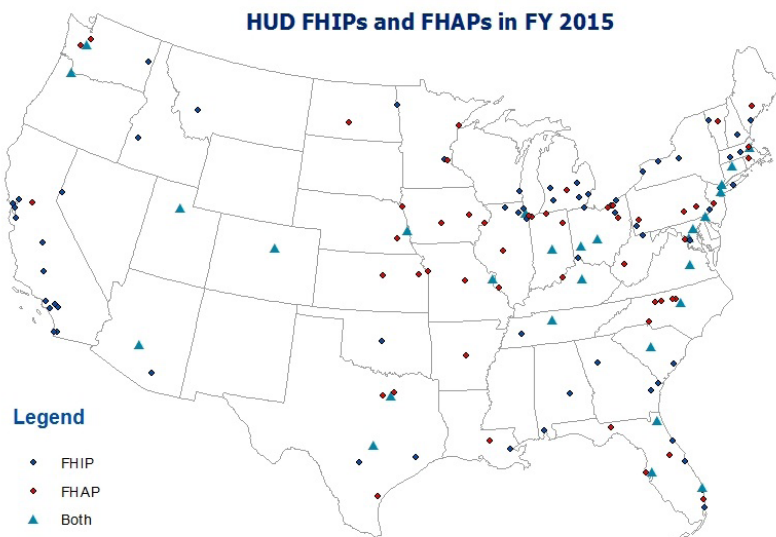 HUD FHIPs and FHAPs in FY 2015
Legend
FHIP
FHAP
Both